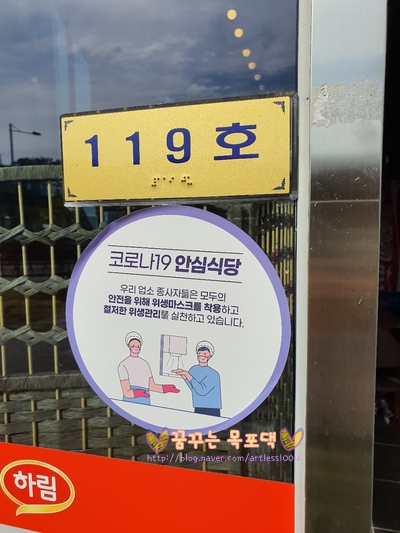 119호
코로나19 안심식당
우리 업소 종사자들은 모두의
안전을 위해 위생마스크를 착용하고
철저한 위생관리를 실천하고 있습니다.
꿈꾸는 목포댁
http://blog.naver.com/artless1004
하림